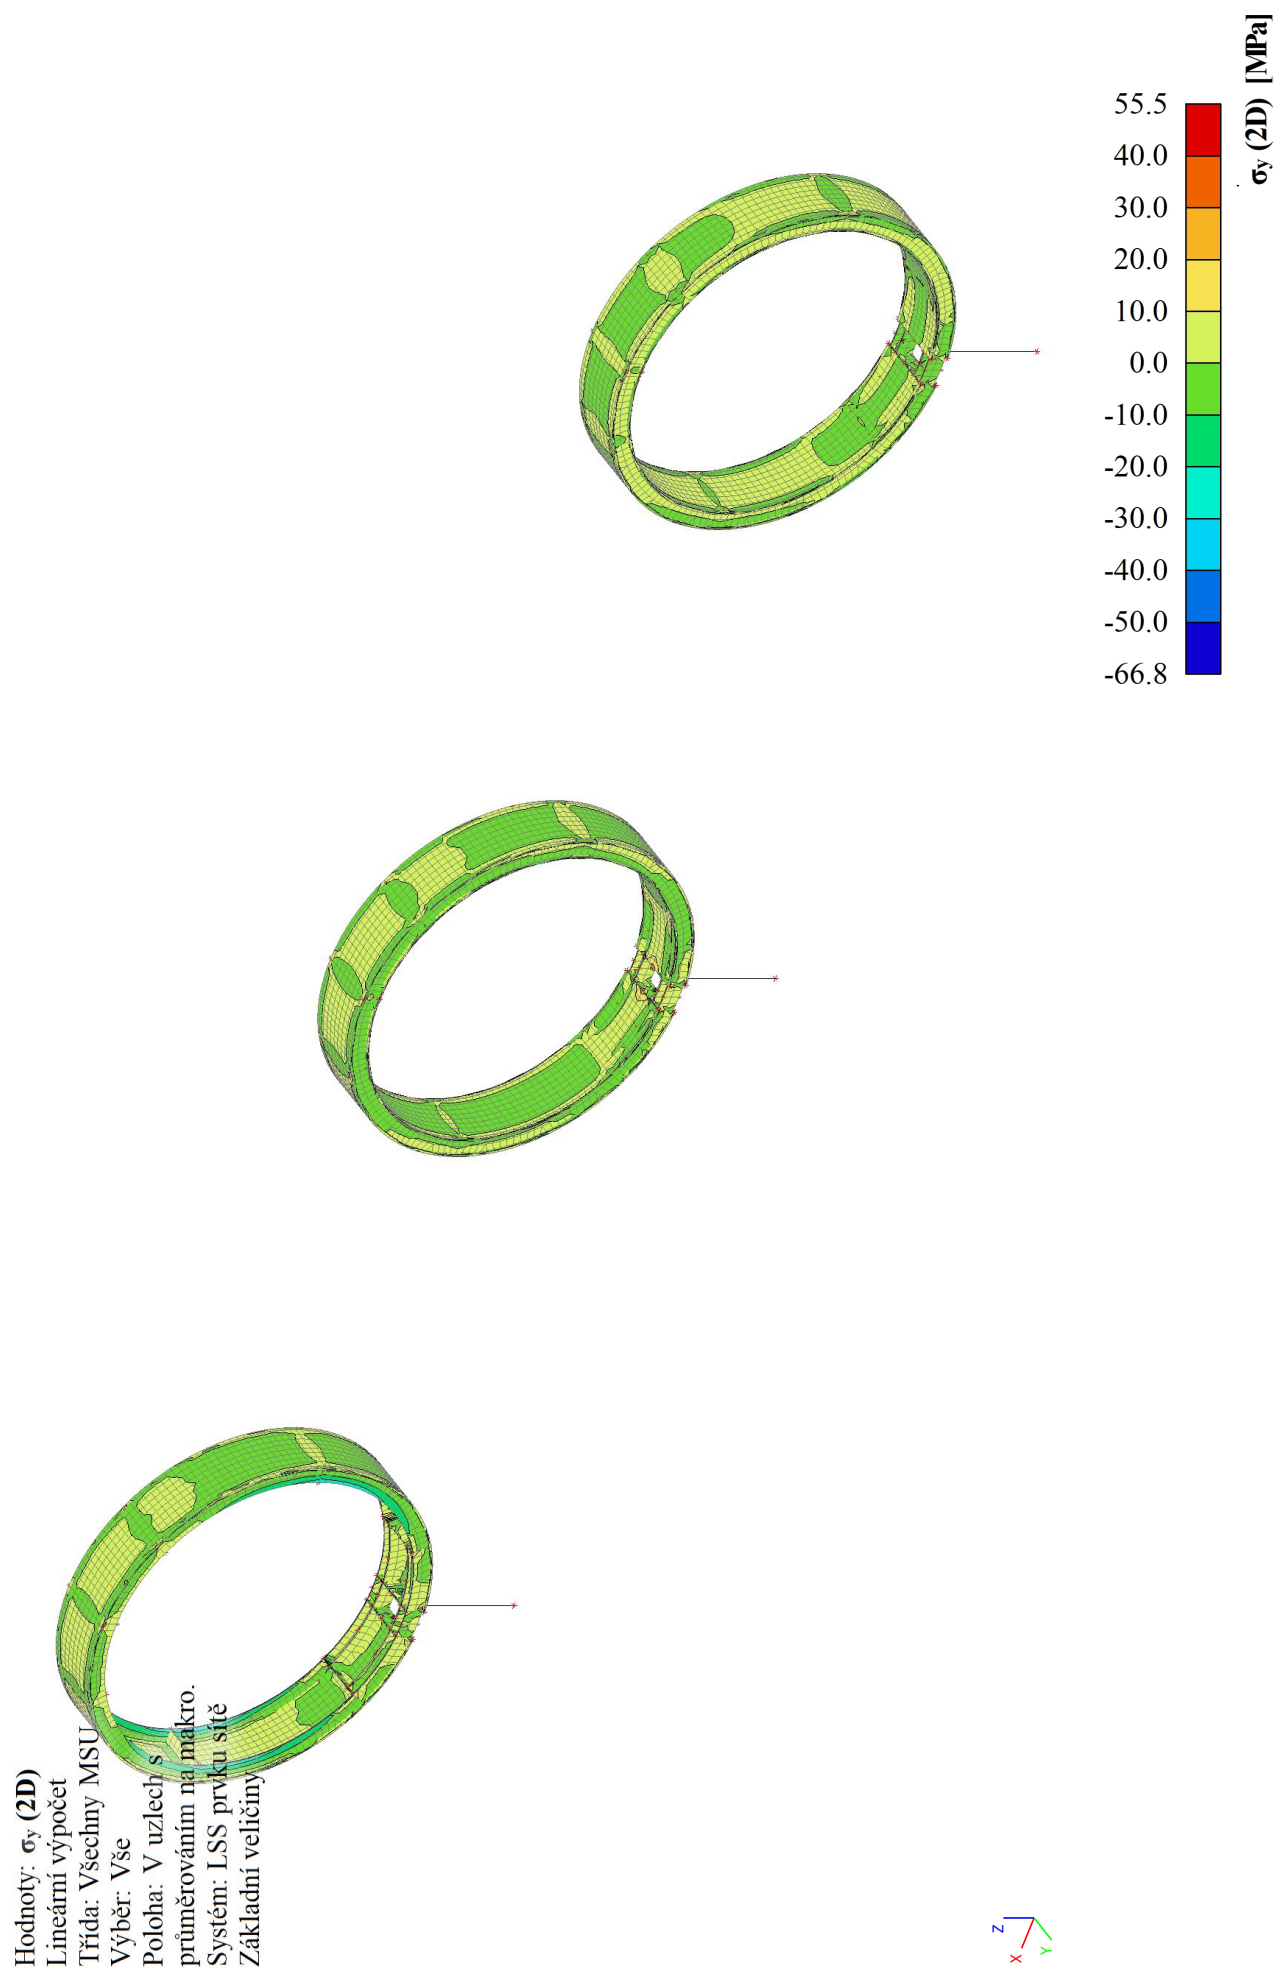 Hodnoty: σy (2D)
Lineární výpočet
Třída: Všechny MSU
Výběr: Vše
Poloha: V uzlech s
průměrováním na makro.
Systém: LSS prvku sítě
Základní veličiny
σy (2D) [MPa]
55.5
40.0
30.0
20.0
10.0
0.0
-10.0
-20.0
-30.0
-40.0
-50.0
-66.8
Z
X
Y